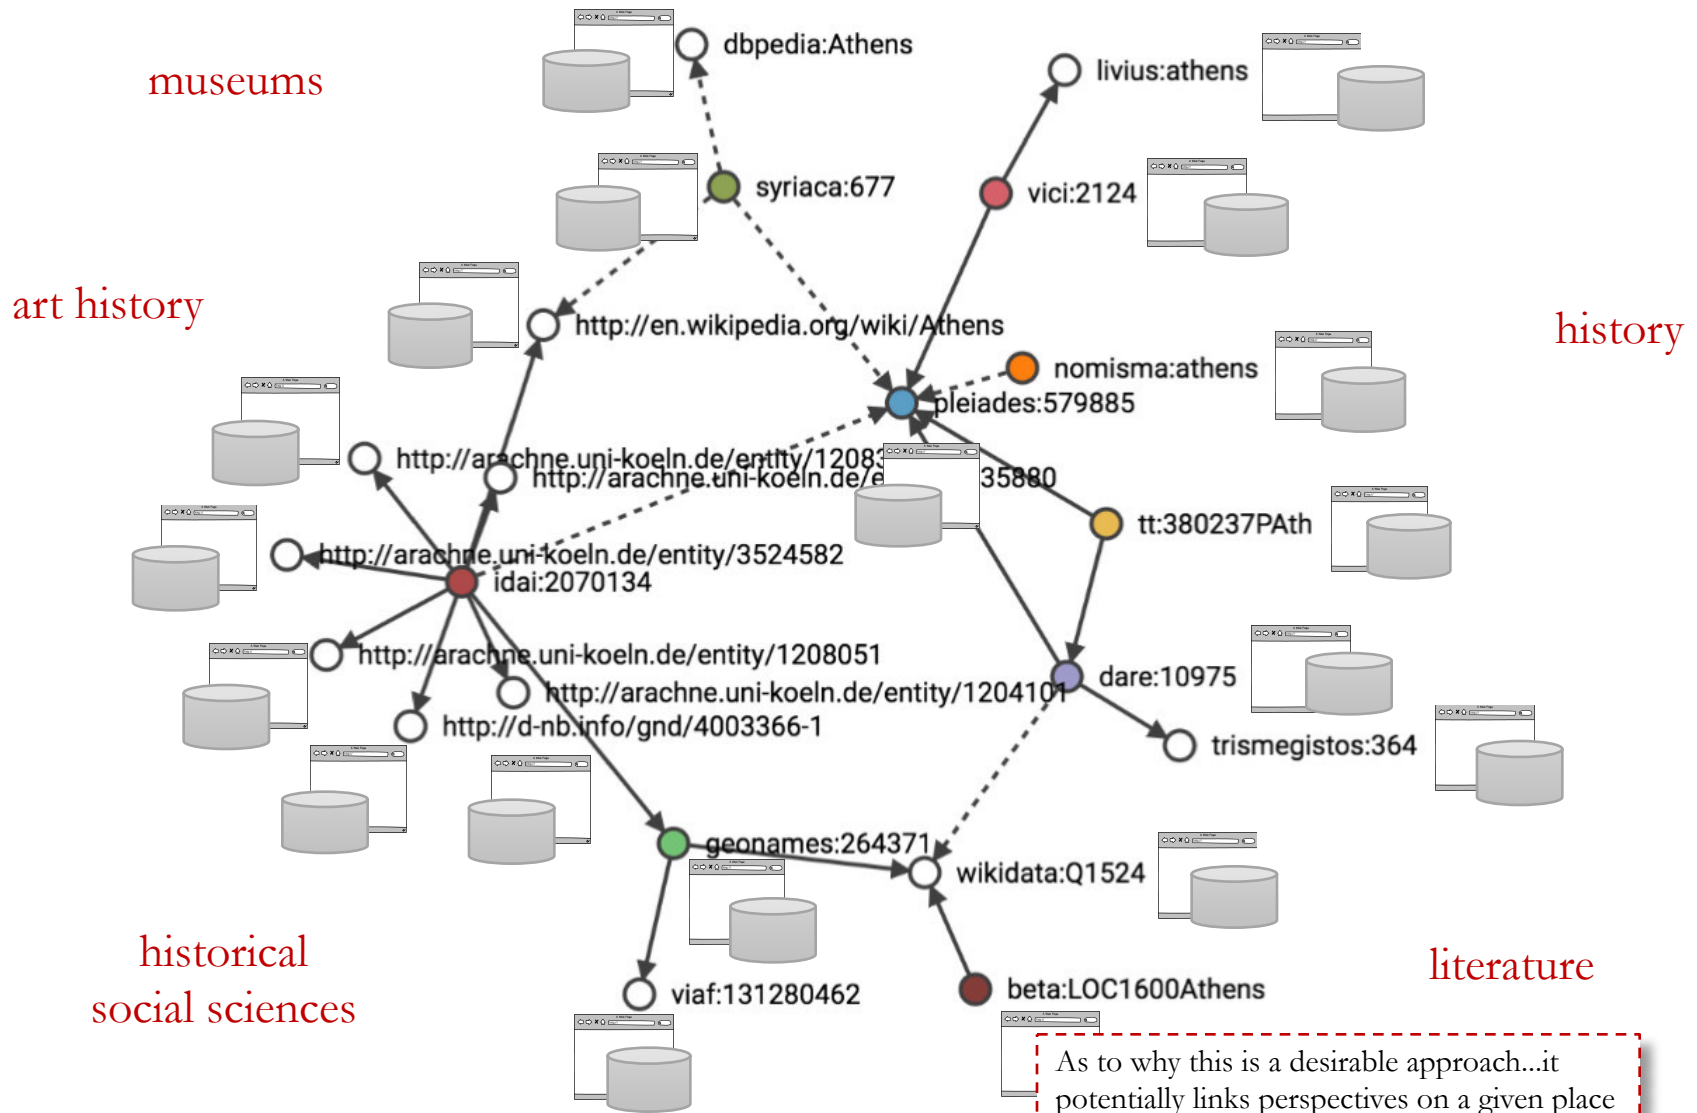 dbpedia:Athens
livius:athens
museums
syriaca:677
vici:2124
art history
http://en.wikipedia.org/wiki/Athens
history
nomisma:athens
pleiades:579885
http://arachne.uni-koeln.de/entity/12083
http://arachne.uni-koeln.de/e 35880
tt:380237PAth
http://arachne.uni-koeln.de/entity/3524582
idai:2070134
http://arachne.uni-koeln.de/entity/1208051
dare:10975
http://arachne.uni-koeln.de/entity/1204101
http://d-nb.info/gnd/4003366-1
trismegistos:364
geonames:264371
wikidata:Q1524
historical
social sciences
literature
viaf:131280462
beta:LOC1600Athens
As to why this is a desirable approach...it
potentially links perspectives on a given place